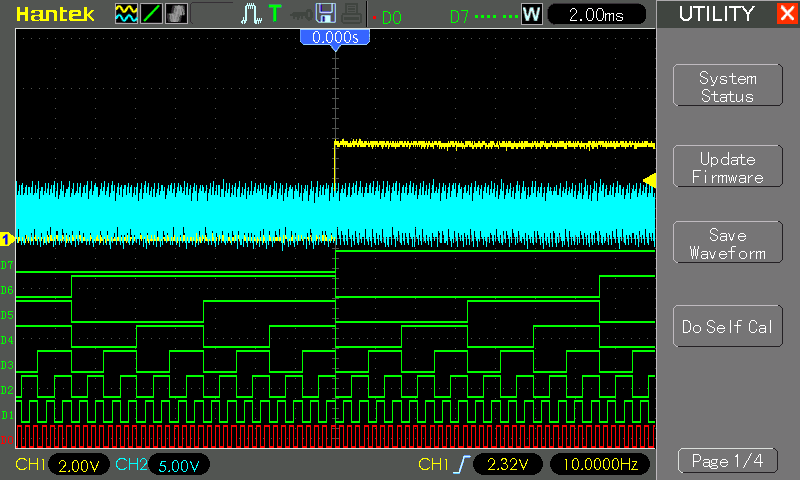 Hantek T D0 D7 W 2.00ms UTILITY
0.000s
System
Status
Update
Firmware
1
Save
Waveform
D7
D6
D5
Do Self Cal
D4
D3
D2
D1
D0
CH1 2.00V CH2 5.00V CH1 2.32V 10.0000Hz
Page 1/4